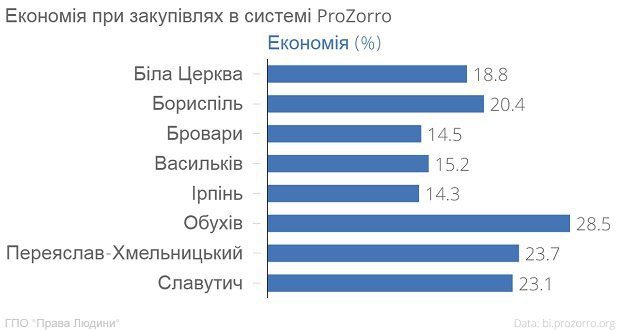 Економія при закупівлях в системі ProZorro
Економія (%)
Біла Церква 18.8
Бориспіль 20.4
Бровари 14.5
Васильків 15.2
Ірпінь 14.3
Обухів 28.5
Переяслав-Хмельницький 23.7
Славутич 23.1
ГПО "Права Людини" Data: bi.prozorro.org